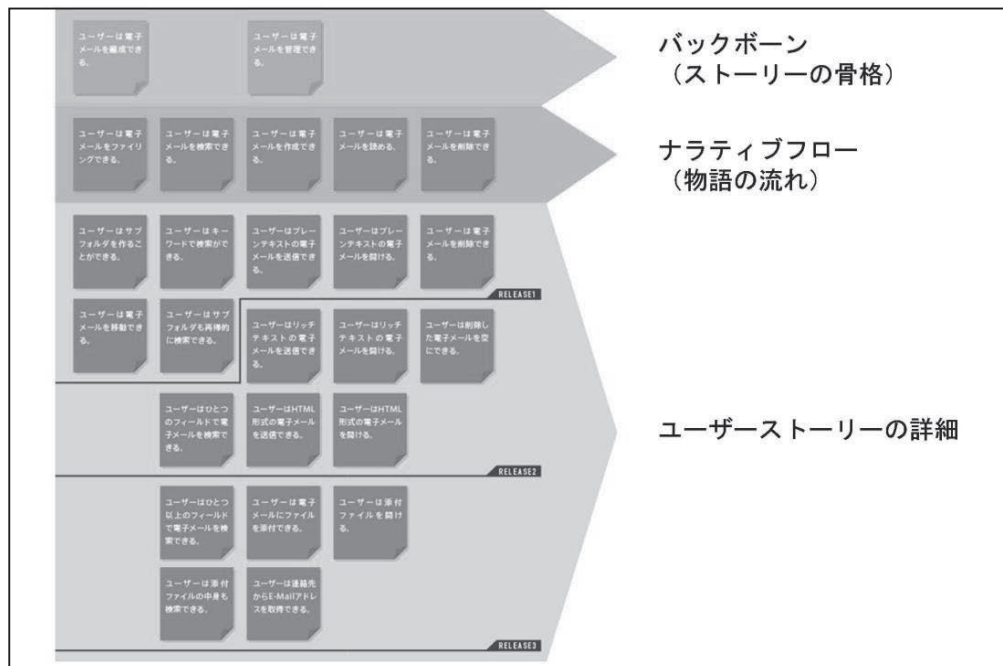 ユーザーは電子
メールを編成でき
る。
ユーザーは電子
メールを管理でき
る。
バックボーン
（ストーリーの骨格）
ユーザーは電子
メールをファイリ
ングできる。
ユーザーは電子
メールを検索でき
る。
ユーザーは電子
メールを作成でき
る。
ユーザーは電子
メールを読める。
ユーザーは電子
メールを削除でき
る。
ナラティブフロー
（物語の流れ）
ユーザーはサブ
フォルダを作るこ
とができる。
ユーザーはキー
ワードで検索がで
きる。
ユーザーはプレー
ンテキストの電子
メールを送信でき
る。
ユーザーはプレー
ンテキストの電子
メールを開ける。
ユーザーは電子
メールを削除でき
る。
RELEASE1
ユーザーは電子
メールを移動でき
る。
ユーザーはサブ
フォルダも再帰的
に検索できる。
ユーザーはリッチ
テキストの電子
メールを送信でき
る。
ユーザーはリッチ
テキストの電子
メールを開ける。
ユーザーは削除し
た電子メールを空
にできる。
ユーザーはひとつ
のフィールドで電
子メールを検索で
きる。
ユーザーはHTML
形式の電子メール
を送信できる。
ユーザーはHTML
形式の電子メール
を開ける。
RELEASE2
ユーザーストーリーの詳細
ユーザーはひとつ
以上のフィールド
で電子メールを検
索できる。
ユーザーは電子
メールにファイル
を添付できる。
ユーザーは添付
ファイルを開け
る。
ユーザーは添付
ファイルの中身も
検索できる。
ユーザーは連絡先
からE-Mailアドレ
スを取得できる。
RELEASE3